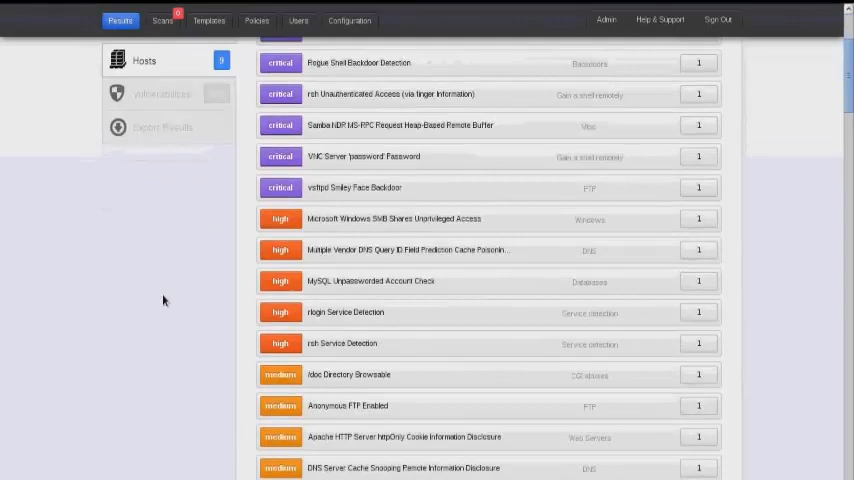 Results Scans 0 Templates Policies Users Configuration Admin Help & Support Sign Out
Hosts 9
Vulnerabilities
Export Results
critical Rogue Shell Backdoor Detection Backdoors 1
critical rsh Unauthenticated Access (via finger Information) Gain a shell remotely 1
critical Samba NDR MS-RPC Request Heap-Based Remote Buffer Misc 1
critical VNC Server 'password' Password Gain a shell remotely 1
critical vsftpd Smiley Face Backdoor FTP 1
high Microsoft Windows SMB Shares Unprivileged Access Windows 1
high Multiple Vendor DNS Query ID Field Prediction Cache Poisonin... DNS 1
high MySQL Unpassworded Account Check Databases 1
high rlogin Service Detection Service detection 1
high rsh Service Detection Service detection 1
medium /doc Directory Browsable CGI abuses 1
medium Anonymous FTP Enabled FTP 1
medium Apache HTTP Server httpOnly Cookie Information Disclosure Web Servers 1
medium DNS Server Cache Snooping Remote Information Disclosure DNS 1